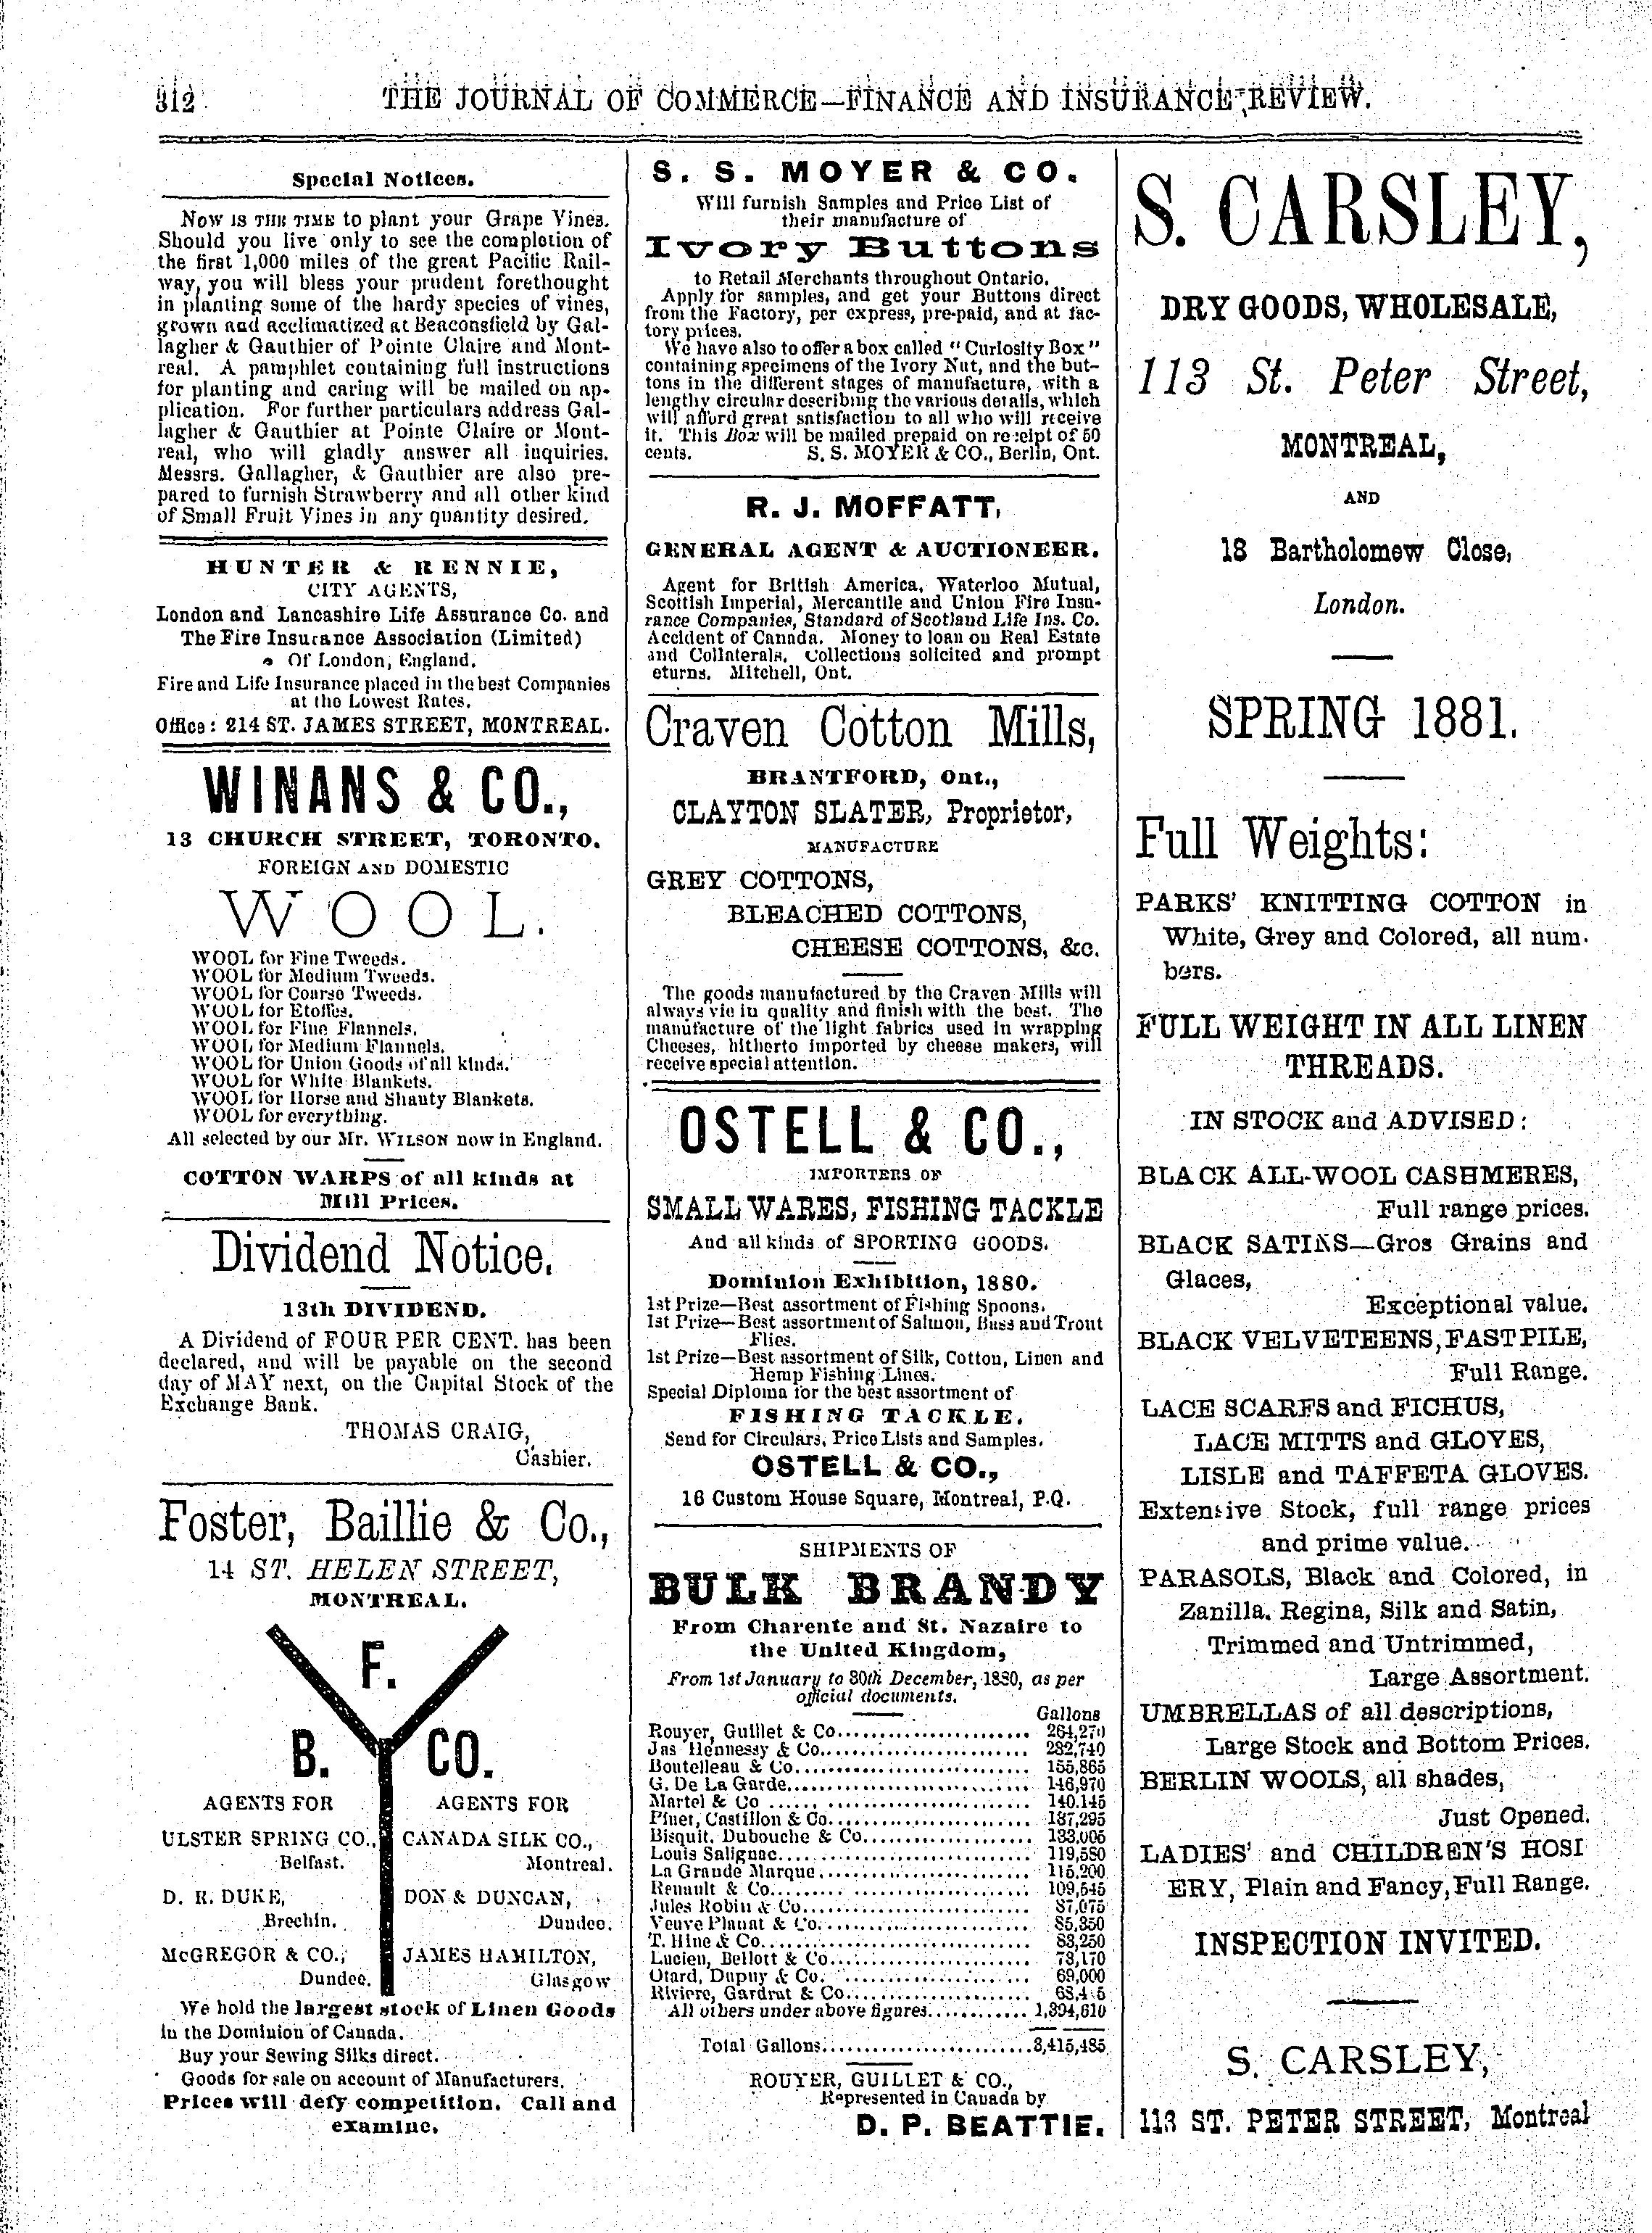 312
THE JOURNAL OF COMMERCE—FINANCE AND INSURANCE REVIEW.
Special Notices.
NOW IS THE TIME to plant your Grape Vines.
Should you live only to see the completion of
the first 1,000 miles of the great Pacific Rail-
way, you will bless your prudent forethought
in planting some of the hardy species of vines,
grown and acclimatized at Beaconsfield by Gal-
lagher & Gauthier of Pointe Claire and Mont-
real. A pamphlet containing full instructions
for planting and caring will be mailed on ap-
plication. For further particulars address Gal-
lagher & Gauthier at Pointe Claire or Mont-
real, who will gladly answer all inquiries.
Messrs. Gallagher, & Gauthier are also pre-
pared to furnish Strawberry and all other kind
of Small Fruit Vines in any quantity desired.
HUNTER & RENNIE,
CITY AGENTS,
London and Lancashire Life Assurance Co. and
The Fire Insurance Association (Limited)
Of London, England.
Fire and Life Insurance placed in the best Companies
at the Lowest Rates.
Office: 214 ST. JAMES STREET, MONTREAL.
WINANS & CO.,
13 CHURCH STREET, TORONTO.
FOREIGN AND DOMESTIC
WOOL.
WOOL for Fine Tweeds.
WOOL for Medium Tweeds.
WOOL for Coarse Tweeds.
WOOL for Etoffes.
WOOL for Fine Flannels.
WOOL for Medium Flannels.
WOOL for Union Goods of all kinds.
WOOL for White Blankets.
WOOL for Horse and Shanty Blankets.
WOOL for everything.
All selected by our Mr. WILSON now in England.
COTTON WARPS of all kinds at
Mill Prices.
Dividend Notice.
13th DIVIDEND.
A Dividend of FOUR PER CENT. has been
declared, and will be payable on the second
day of MAY next, on the Capital Stock of the
Exchange Bank.
THOMAS CRAIG,
Cashier.
Foster, Baillie & Co.,
14 ST. HELEN STREET,
MONTREAL.
F.
B. CO.
AGENTS FOR AGENTS FOR
ULSTER SPRING CO., CANADA SILK CO.,
Belfast. Montreal.
D. R. DUKE, DON & DUNCAN,
Brechin. Dundee.
McGREGOR & CO., JAMES HAMILTON,
Dundee. Glasgow
We hold the largest stock of Linen Goods
in the Dominion of Canada.
Buy your Sewing Silks direct.
Goods for sale on account of Manufacturers.
Prices will defy competition. Call and
examine.
S. S. MOYER & CO.
Will furnish Samples and Price List of
their manufacture of
Ivory Buttons
to Retail Merchants throughout Ontario.
Apply for samples, and get your Buttons direct
from the Factory, per express, pre-paid, and at fac-
tory prices.
We have also to offer a box called "Curiosity Box"
containing specimens of the Ivory Nut, and the but-
tons in the different stages of manufacture, with a
lengthy circular describing the various details, which
will afford great satisfaction to all who will receive
it. This Box will be mailed prepaid on receipt of 50
cents. S. S. MOYER & CO., Berlin, Ont.
R. J. MOFFATT,
GENERAL AGENT & AUCTIONEER.
Agent for British America, Waterloo Mutual,
Scottish Imperial, Mercantile and Union Fire Insu-
rance Companies, Standard of Scotland Life Ins. Co.
Accident of Canada. Money to loan on Real Estate
and Collaterals. Collections solicited and prompt
eturns. Mitchell, Ont.
Craven Cotton Mills,
BRANTFORD, Ont.,
CLAYTON SLATER, Proprietor,
MANUFACTURE
GREY COTTONS,
BLEACHED COTTONS,
CHEESE COTTONS, &c.
The goods manufactured by the Craven Mills will
always vie in quality and finish with the best. The
manufacture of the light fabrics used in wrapping
Cheeses, hitherto imported by cheese makers, will
receive special attention.
OSTELL & CO.,
IMPORTERS OF
SMALL WARES, FISHING TACKLE
And all kinds of SPORTING GOODS.
Dominion Exhibition, 1880.
1st Prize—Best assortment of Fishing Spoons.
1st Prize—Best assortment of Salmon, Bass and Trout
Flies.
1st Prize—Best assortment of Silk, Cotton, Linen and
Hemp Fishing Lines.
Special Diploma for the best assortment of
FISHING TACKLE.
Send for Circulars, Price Lists and Samples.
OSTELL & CO.,
16 Custom House Square, Montreal, P.Q.
SHIPMENTS OF
BULK BRANDY
From Charente and St. Nazaire to
the United Kingdom,
From 1st January to 30th December, 1880, as per
official documents.
Gallons
Rouyer, Guillet & Co. 264,270
Jas Hennessy & Co. 232,740
Boutelleau & Co. 155,865
G. De La Garde. 146,970
Martel & Co 140.145
Pinet, Castillon & Co. 137,295
Bisquit, Dubouche & Co. 133,005
Louis Salignac. 119,580
La Grande Marque. 115,200
Renault & Co. 109,545
Jules Robin & Co. 87,075
Veuve Planat & Co. 85,350
T. Hine & Co. 83,250
Lucien, Bellott & Co. 73,170
Otard, Dupuy & Co. 69,000
Riviere, Gardrat & Co.
All others under above figures. 1,394,610
Total Gallons. 3,415,485
ROUYER, GUILLET & CO.,
Represented in Canada by
D. P. BEATTIE.
S. CARSLEY,
DRY GOODS, WHOLESALE,
113 St. Peter Street,
MONTREAL,
AND
18 Bartholomew Close,
London.
SPRING 1881.
Full Weights:
PARKS' KNITTING COTTON in
White, Grey and Colored, all num-
bers.
FULL WEIGHT IN ALL LINEN
THREADS.
IN STOCK and ADVISED:
BLACK ALL-WOOL CASHMERES,
Full range prices.
BLACK SATINS—Gros Grains and
Glaces,
Exceptional value.
BLACK VELVETEENS, FAST PILE,
Full Range.
LACE SCARFS and FICHUS,
LACE MITTS and GLOVES,
LISLE and TAFFETA GLOVES.
Extensive Stock, full range prices
and prime value.
PARASOLS, Black and Colored, in
Zanilla, Regina, Silk and Satin,
Trimmed and Untrimmed,
Large Assortment.
UMBRELLAS of all descriptions,
Large Stock and Bottom Prices.
BERLIN WOOLS, all shades,
Just Opened.
LADIES' and CHILDREN'S HOSI
ERY, Plain and Fancy, Full Range.
INSPECTION INVITED.
S. CARSLEY,
113 ST. PETER STREET, Montreal